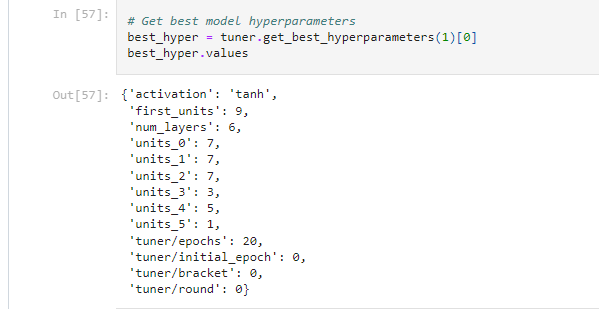 In [57]:
# Get best model hyperparameters
best_hyper = tuner.get_best_hyperparameters(1)[0]
best_hyper.values
Out[57]: {'activation': 'tanh',
'first_units': 9,
'num_layers': 6,
'units_0': 7,
'units_1': 7,
'units_2': 7,
'units_3': 3,
'units_4': 5,
'units_5': 1,
'tuner/epochs': 20,
'tuner/initial_epoch': 0,
'tuner/bracket': 0,
'tuner/round': 0}